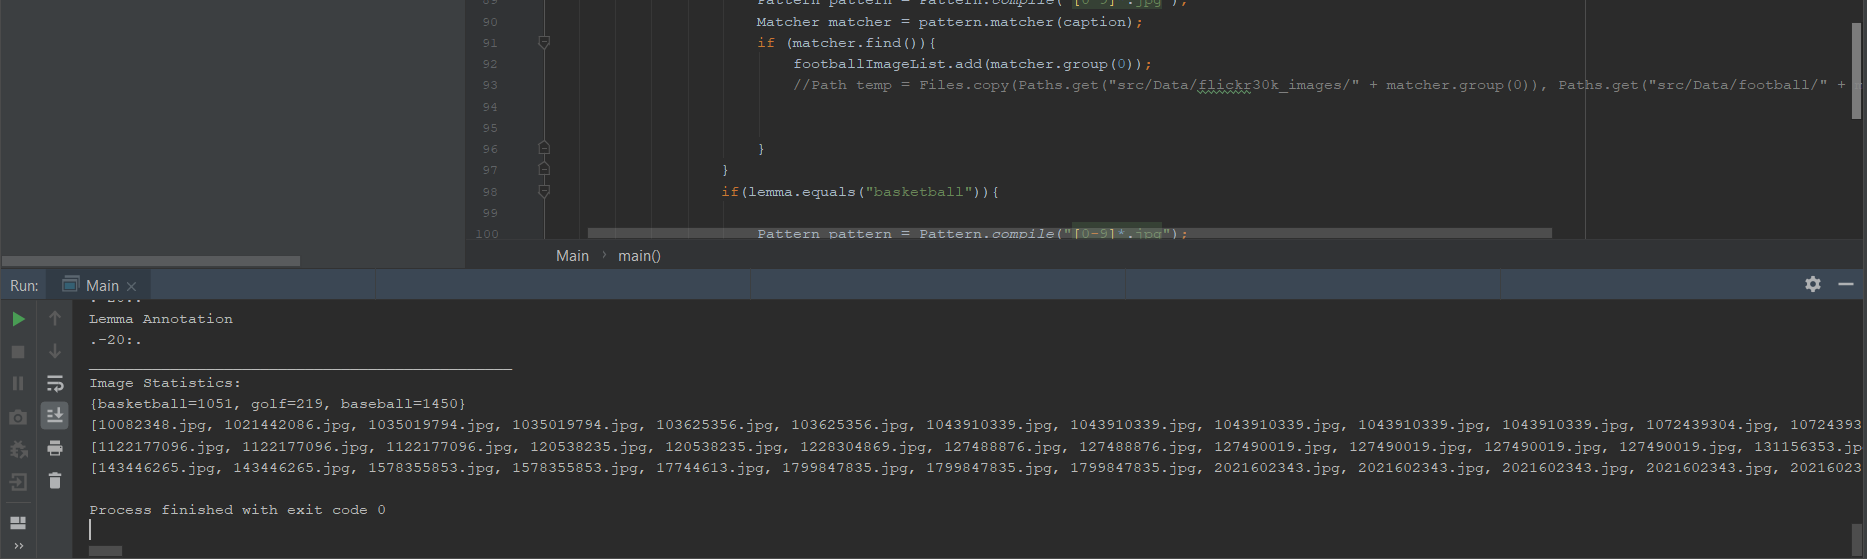 89 Pattern pattern = Pattern.compile("[0-9]*.jpg");
90 Matcher matcher = pattern.matcher(caption);
91 if (matcher.find()){
92 footballImageList.add(matcher.group(0));
93 //Path temp = Files.copy(Paths.get("src/Data/flickr30k_images/" + matcher.group(0)), Paths.get("src/Data/football/" +
94
95
96 }
97 }
98 if(lemma.equals("basketball")){
99
100 Pattern pattern = Pattern.compile("[0-9]*.jpg");
Main › main()
Run: Main ×
.-20:.
Lemma Annotation
.-20:.
_______________________________________________
Image Statistics:
{basketball=1051, golf=219, baseball=1450}
[10082348.jpg, 1021442086.jpg, 1035019794.jpg, 1035019794.jpg, 103625356.jpg, 103625356.jpg, 1043910339.jpg, 1043910339.jpg, 1043910339.jpg, 1043910339.jpg, 1043910339.jpg, 1072439304.jpg, 10724393
[1122177096.jpg, 1122177096.jpg, 1122177096.jpg, 120538235.jpg, 120538235.jpg, 1228304869.jpg, 127488876.jpg, 127488876.jpg, 127490019.jpg, 127490019.jpg, 127490019.jpg, 127490019.jpg, 131156353.jp
[143446265.jpg, 143446265.jpg, 1578355853.jpg, 1578355853.jpg, 17744613.jpg, 1799847835.jpg, 1799847835.jpg, 1799847835.jpg, 2021602343.jpg, 2021602343.jpg, 2021602343.jpg, 2021602343.jpg, 20216023
Process finished with exit code 0